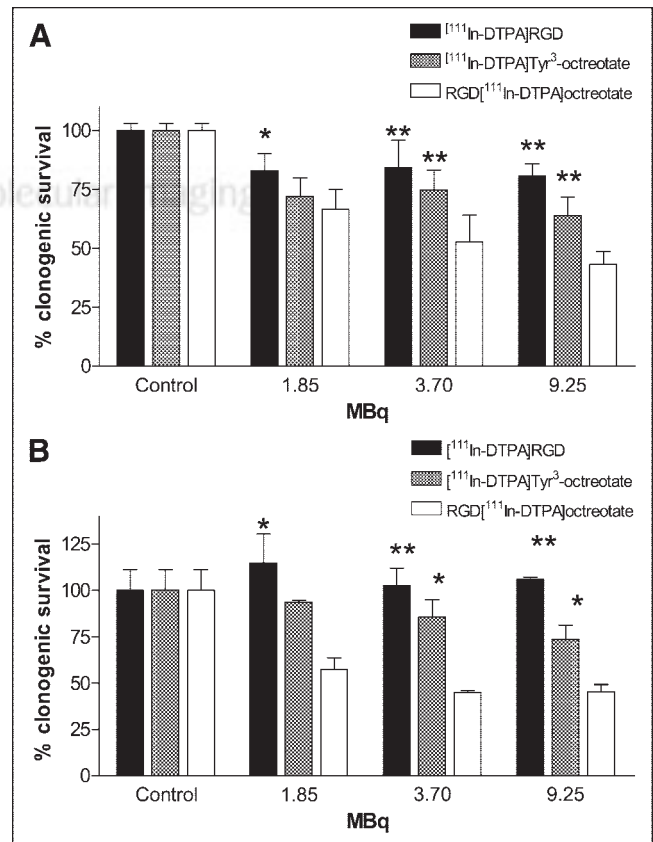 A
[¹¹¹In-DTPA]RGD
[¹¹¹In-DTPA]Tyr³-octreotate
RGD[¹¹¹In-DTPA]octreotate
% clonogenic survival
100
75
50
25
0
*
**
**
**
**
Control
1.85
3.70
9.25
MBq
olecular imaging
B
[¹¹¹In-DTPA]RGD
[¹¹¹In-DTPA]Tyr³-octreotate
RGD[¹¹¹In-DTPA]octreotate
% clonogenic survival
125
100
75
50
25
0
*
**
*
**
*
Control
1.85
3.70
9.25
MBq